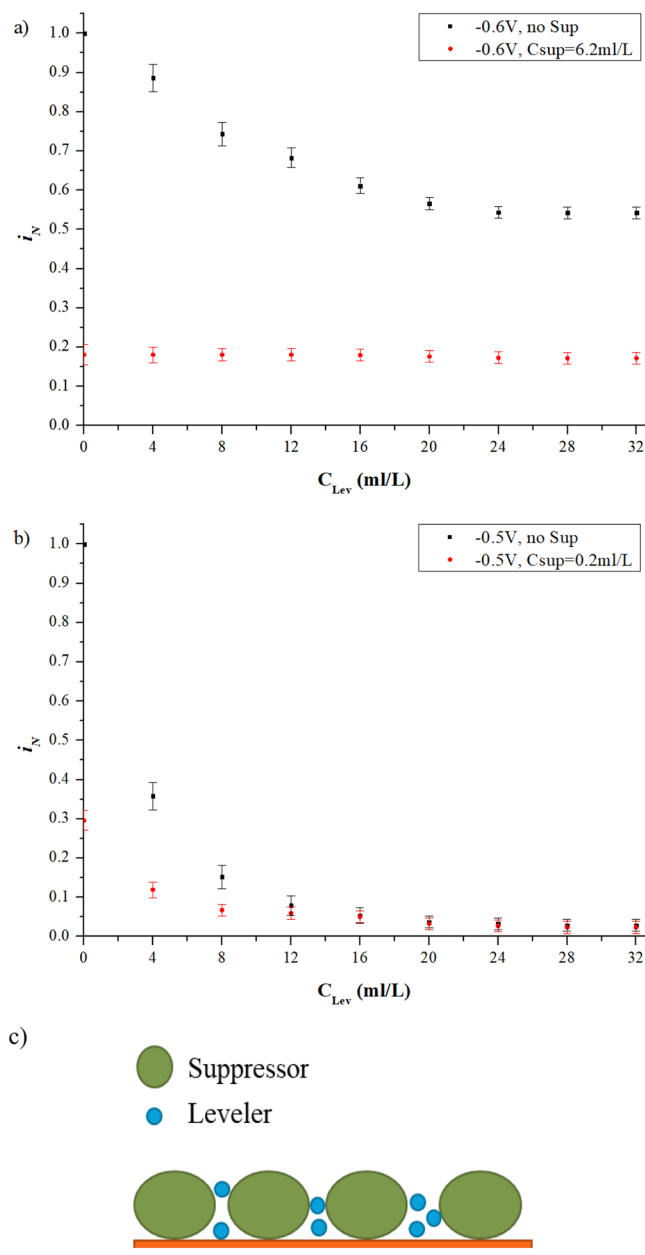 a)
-0.6V, no Sup
-0.6V, Csup=6.2ml/L
1.0
0.9
0.8
0.7
0.6
0.5
0.4
0.3
0.2
0.1
0.0
i_N
0 4 8 12 16 20 24 28 32
C_Lev (ml/L)
b)
-0.5V, no Sup
-0.5V, Csup=0.2ml/L
1.0
0.9
0.8
0.7
0.6
0.5
0.4
0.3
0.2
0.1
0.0
i_N
0 4 8 12 16 20 24 28 32
C_Lev (ml/L)
c)
Suppressor
Leveler